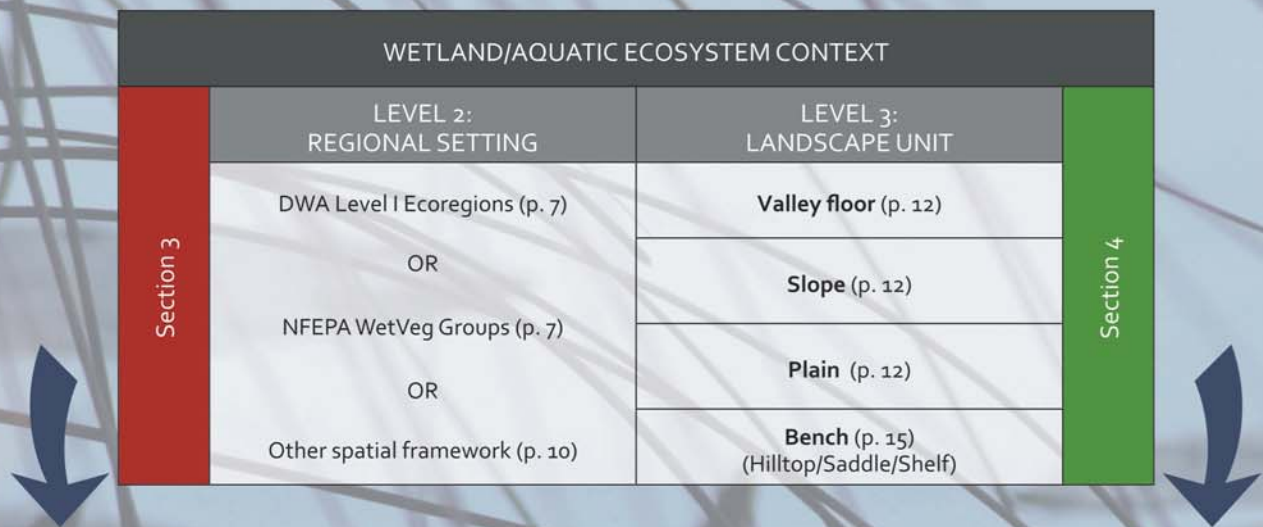 WETLAND/AQUATIC ECOSYSTEM CONTEXT
Section 3
LEVEL 2:
REGIONAL SETTING
DWA Level I Ecoregions (p. 7)
OR
NFEPA WetVeg Groups (p. 7)
OR
Other spatial framework (p. 10)
LEVEL 3:
LANDSCAPE UNIT
Valley floor (p. 12)
Slope (p. 12)
Plain (p. 12)
Bench (p. 15)
(Hilltop/Saddle/Shelf)
Section 4